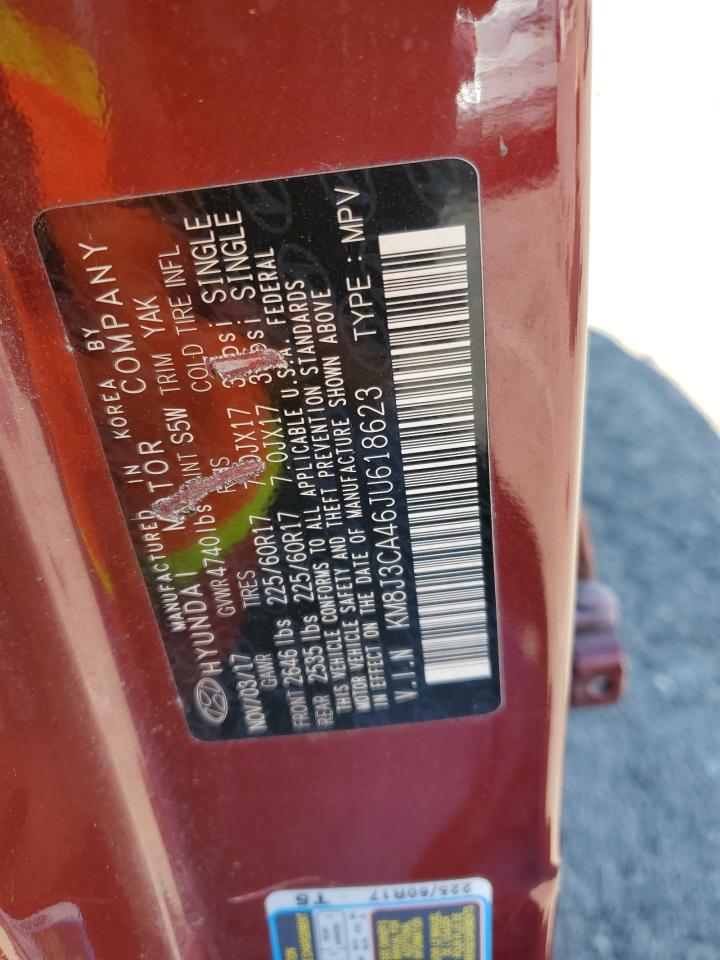 MANUFACTURED IN KOREA BY
HYUNDAI MOTOR COMPANY
NOV/03/17 GVWR 4740 lbs PAINT S5W TRIM YAK
GAWR TIRES RIMS COLD TIRE INFL
FRONT 2646 lbs 225/60R17 7.0JX17 psi SINGLE
REAR 2535 lbs 225/60R17 7.0JX17 psi SINGLE
THIS VEHICLE CONFORMS TO ALL APPLICABLE U.S.A. FEDERAL
MOTOR VEHICLE SAFETY AND THEFT PREVENTION STANDARDS
IN EFFECT ON THE DATE OF MANUFACTURE SHOWN ABOVE
V.I.N KM8J3CA46JU618623 TYPE : MPV
225/60R17